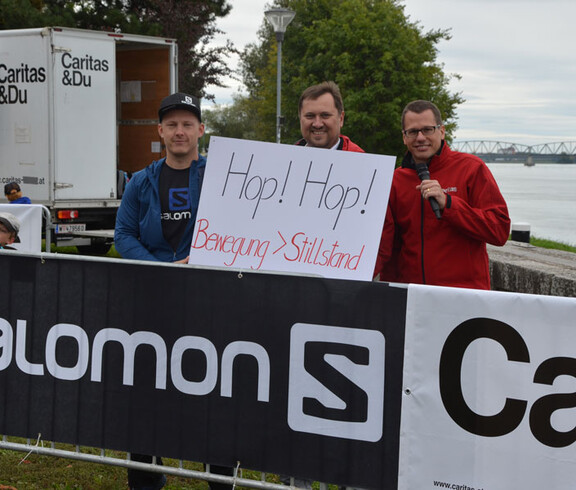 Caritas
&Du
Caritas
&Du
Hop! Hop!
Bewegung > Stillstand
salomon
salomon
S
Ca
www.caritas